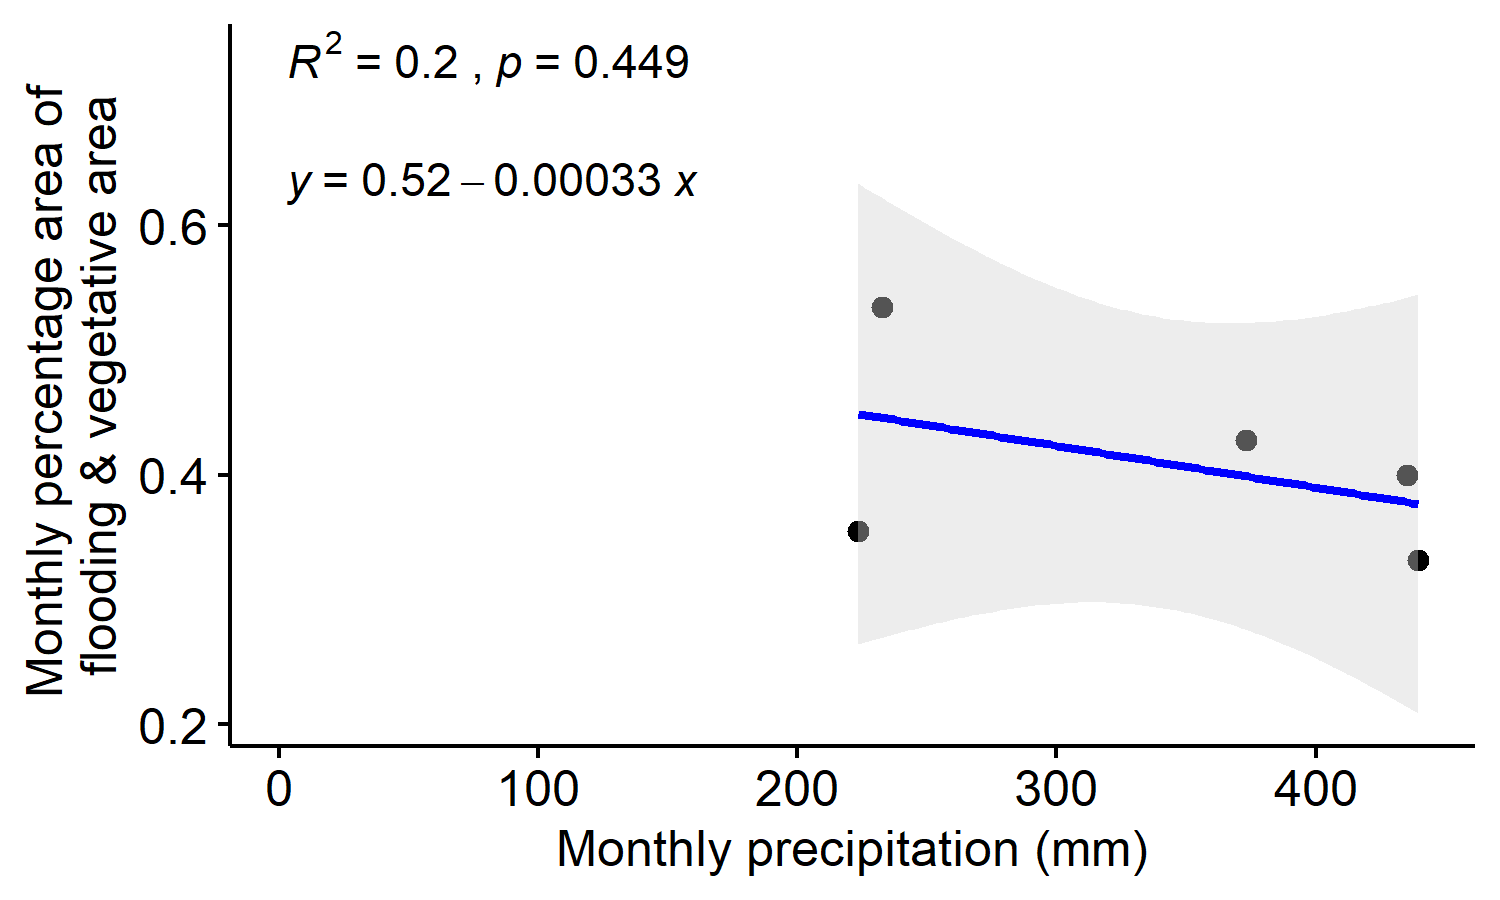 R² = 0.2 , p = 0.449
y = 0.52 – 0.00033 x
Monthly percentage area of
flooding & vegetative area
0.6
0.4
0.2
0 100 200 300 400
Monthly precipitation (mm)